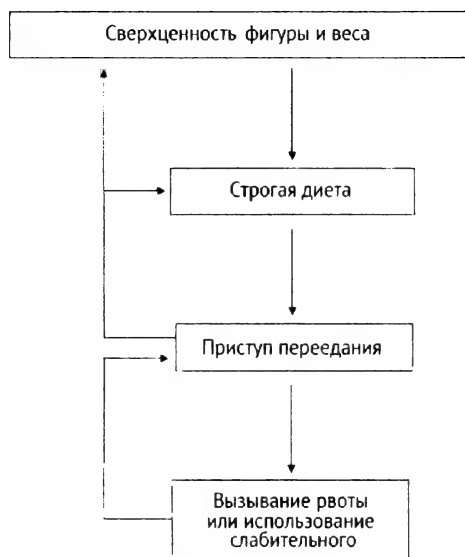 Сверхценность фигуры и веса
Строгая диета
Приступ переедания
Вызывание рвоты
или использование
слабительного